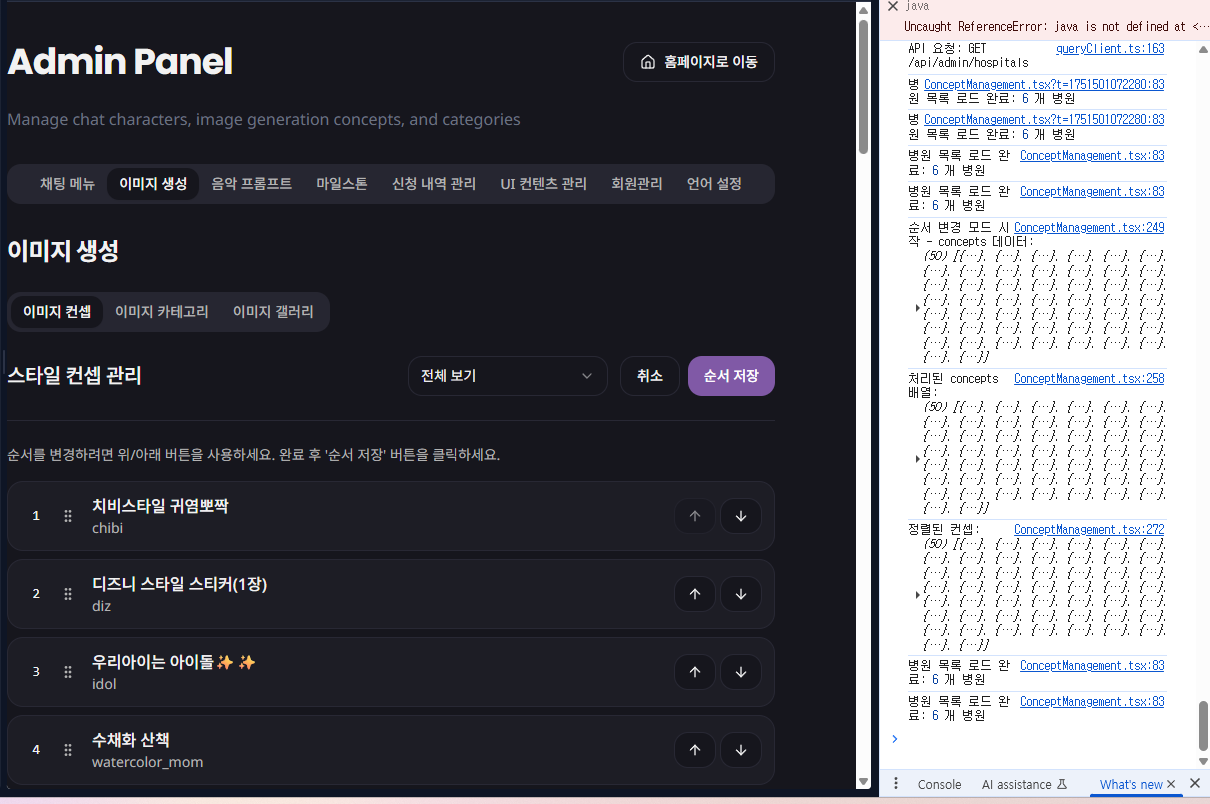 Admin Panel
홈페이지로 이동
Manage chat characters, image generation concepts, and categories
채팅 메뉴 이미지 생성 음악 프롬프트 마일스톤 신청 내역 관리 UI 컨텐츠 관리 회원관리 언어 설정
이미지 생성
이미지 컨셉 이미지 카테고리 이미지 갤러리
스타일 컨셉 관리 전체 보기 취소 순서 저장
순서를 변경하려면 위/아래 버튼을 사용하세요. 완료 후 '순서 저장' 버튼을 클릭하세요.
1 치비스타일 귀염뽀짝
chibi
2 디즈니 스타일 스티커(1장)
diz
3 우리아이는 아이돌✨ ✨
idol
4 수채화 산책
watercolor_mom
java
Uncaught ReferenceError: java is not defined at <…
API 요청: GET queryClient.ts:163
/api/admin/hospitals
병 ConceptManagement.tsx?t=1751501072280:83
원 목록 로드 완료: 6 개 병원
병 ConceptManagement.tsx?t=1751501072280:83
원 목록 로드 완료: 6 개 병원
병원 목록 로드 완 ConceptManagement.tsx:83
료: 6 개 병원
병원 목록 로드 완 ConceptManagement.tsx:83
료: 6 개 병원
순서 변경 모드 시 ConceptManagement.tsx:249
작 - concepts 데이터:
(50) [{…}, {…}, {…}, {…}, {…}, {…},
{…}, {…}, {…}, {…}, {…}, {…}, {…},
{…}, {…}, {…}, {…}, {…}, {…}, {…},
{…}, {…}, {…}, {…}, {…}, {…}, {…},
{…}, {…}, {…}, {…}, {…}, {…}, {…},
{…}, {…}, {…}, {…}, {…}, {…}, {…},
{…}, {…}, {…}, {…}, {…}, {…}, {…},
{…}, {…}]
처리된 concepts ConceptManagement.tsx:258
배열:
(50) [{…}, {…}, {…}, {…}, {…}, {…},
{…}, {…}, {…}, {…}, {…}, {…}, {…},
{…}, {…}, {…}, {…}, {…}, {…}, {…},
{…}, {…}, {…}, {…}, {…}, {…}, {…},
{…}, {…}, {…}, {…}, {…}, {…}, {…},
{…}, {…}, {…}, {…}, {…}, {…}, {…},
{…}, {…}, {…}, {…}, {…}, {…}, {…},
{…}, {…}]
정렬된 컨셉: ConceptManagement.tsx:272
(50) [{…}, {…}, {…}, {…}, {…}, {…},
{…}, {…}, {…}, {…}, {…}, {…}, {…},
{…}, {…}, {…}, {…}, {…}, {…}, {…},
{…}, {…}, {…}, {…}, {…}, {…}, {…},
{…}, {…}, {…}, {…}, {…}, {…}, {…},
{…}, {…}, {…}, {…}, {…}, {…}, {…},
{…}, {…}, {…}, {…}, {…}, {…}, {…},
{…}, {…}]
병원 목록 로드 완 ConceptManagement.tsx:83
료: 6 개 병원
병원 목록 로드 완 ConceptManagement.tsx:83
료: 6 개 병원
Console AI assistance What's new